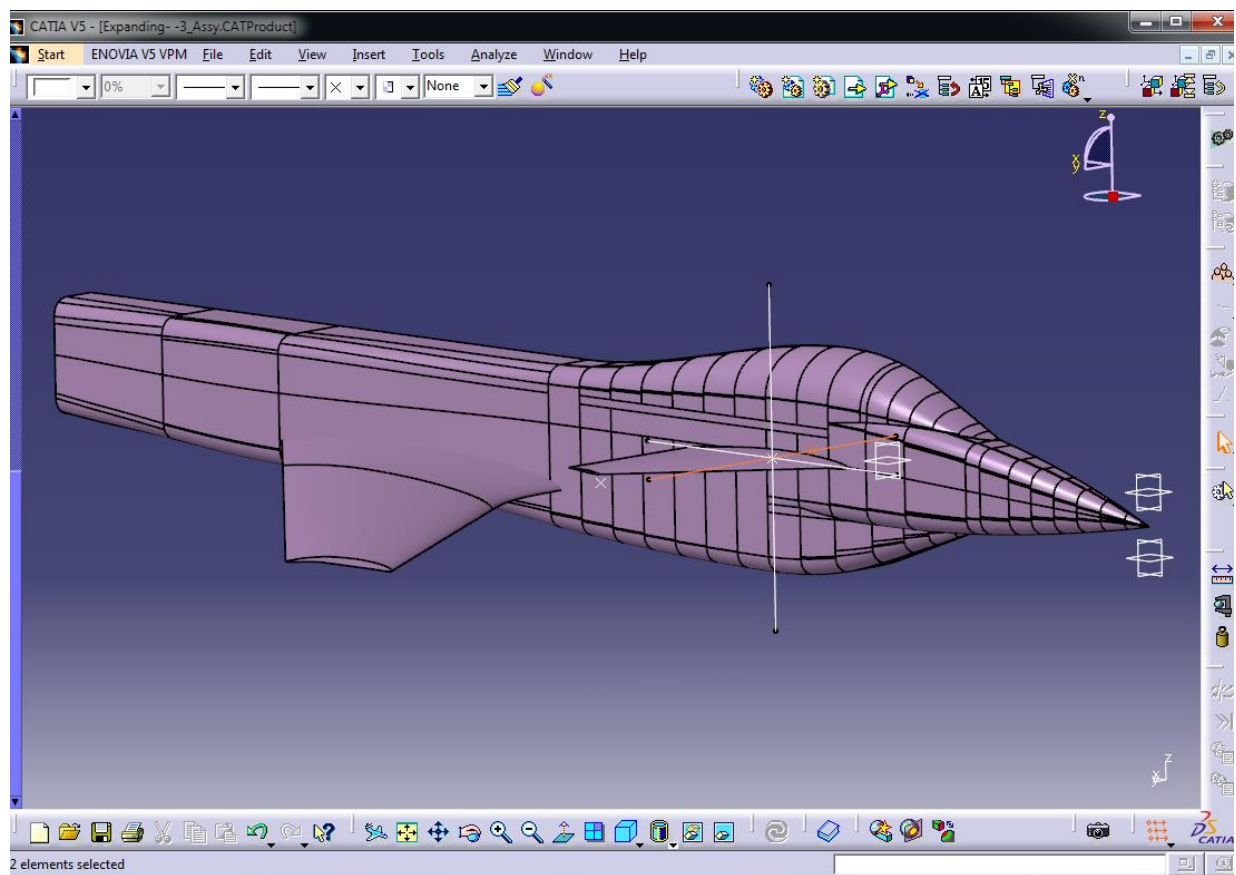 CATIA V5 - [Expanding- -3_Assy.CATProduct]
Start ENOVIA V5 VPM File Edit View Insert Tools Analyze Window Help
0% None
z
x
y
z
x
2 elements selected
CATIA